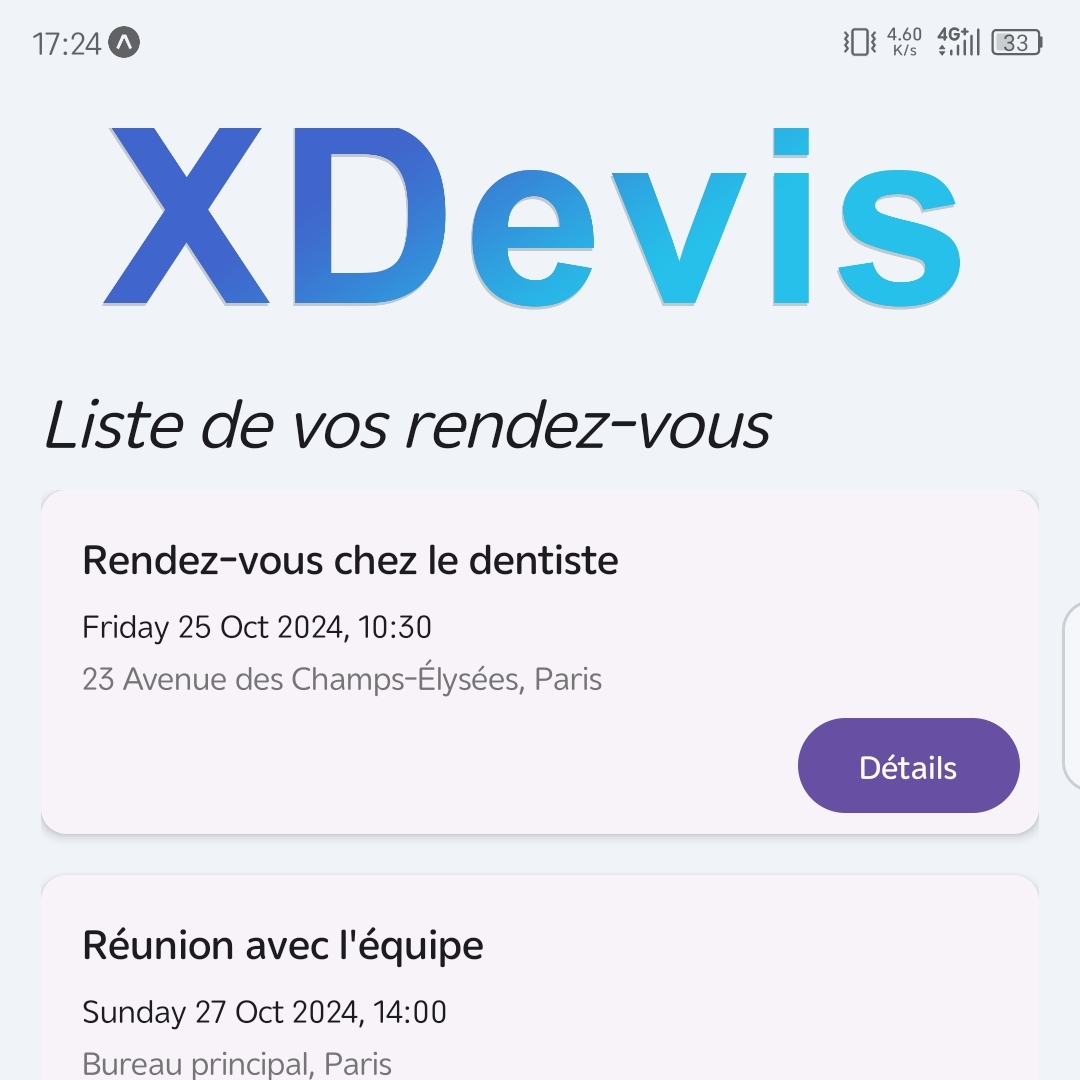 17:24
4.60
K/s
4G+
33
XDevis
Liste de vos rendez-vous
Rendez-vous chez le dentiste
Friday 25 Oct 2024, 10:30
23 Avenue des Champs-Élysées, Paris
Détails
Réunion avec l'équipe
Sunday 27 Oct 2024, 14:00
Bureau principal, Paris